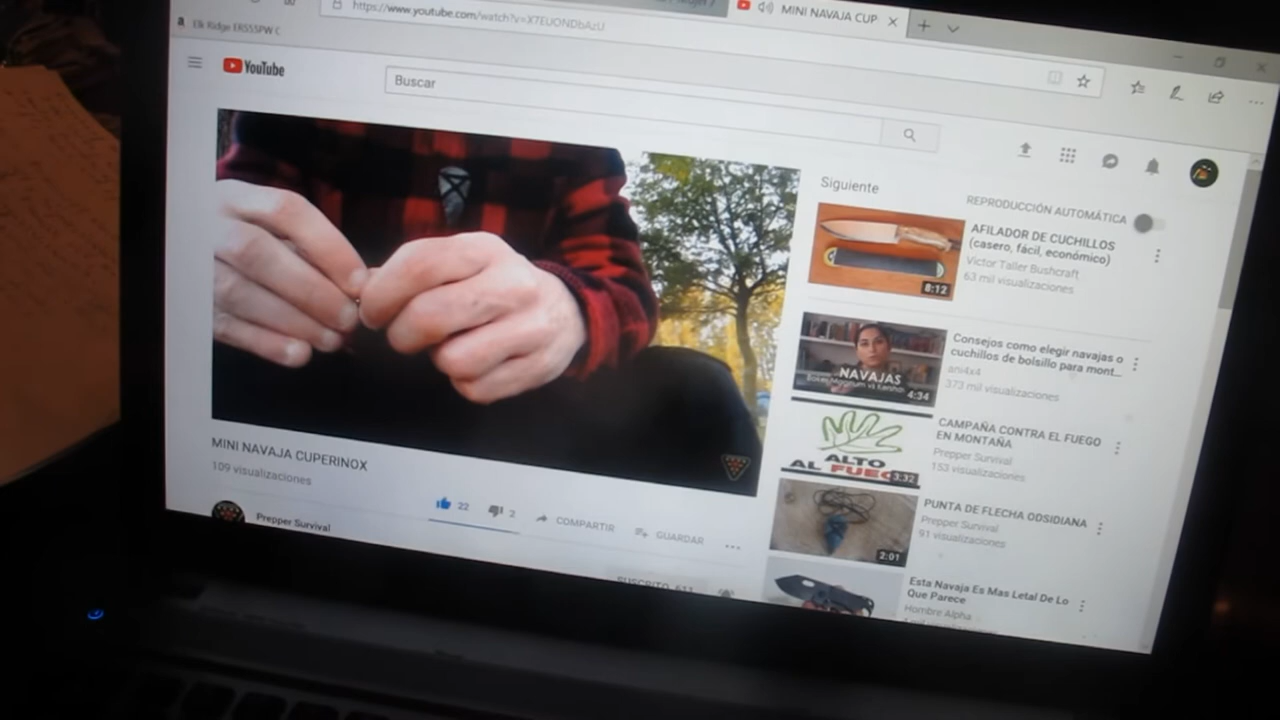 MINI NAVAJA CUP
https://www.youtube.com/watch?v=X7EUONDbAzU
Elk Ridge ER555PW C
YouTube
Buscar
Siguiente
REPRODUCCIÓN AUTOMÁTICA
AFILADOR DE CUCHILLOS
(casero, fácil, económico)
Victor Taller Bushcraft
63 mil visualizaciones
8:12
Consejos como elegir navajas o
cuchillos de bolsillo para mont...
ani4x4
373 mil visualizaciones
NAVAJAS
4:34
CAMPAÑA CONTRA EL FUEGO
EN MONTAÑA
Prepper Survival
153 visualizaciones
ALTO
AL FUEGO
3:32
PUNTA DE FLECHA OBSIDIANA
Prepper Survival
91 visualizaciones
2:01
Esta Navaja Es Mas Letal De Lo
Que Parece
Hombre Alpha
MINI NAVAJA CUPERINOX
109 visualizaciones
22
2
COMPARTIR
GUARDAR
Prepper Survival
SUSCRITO 611